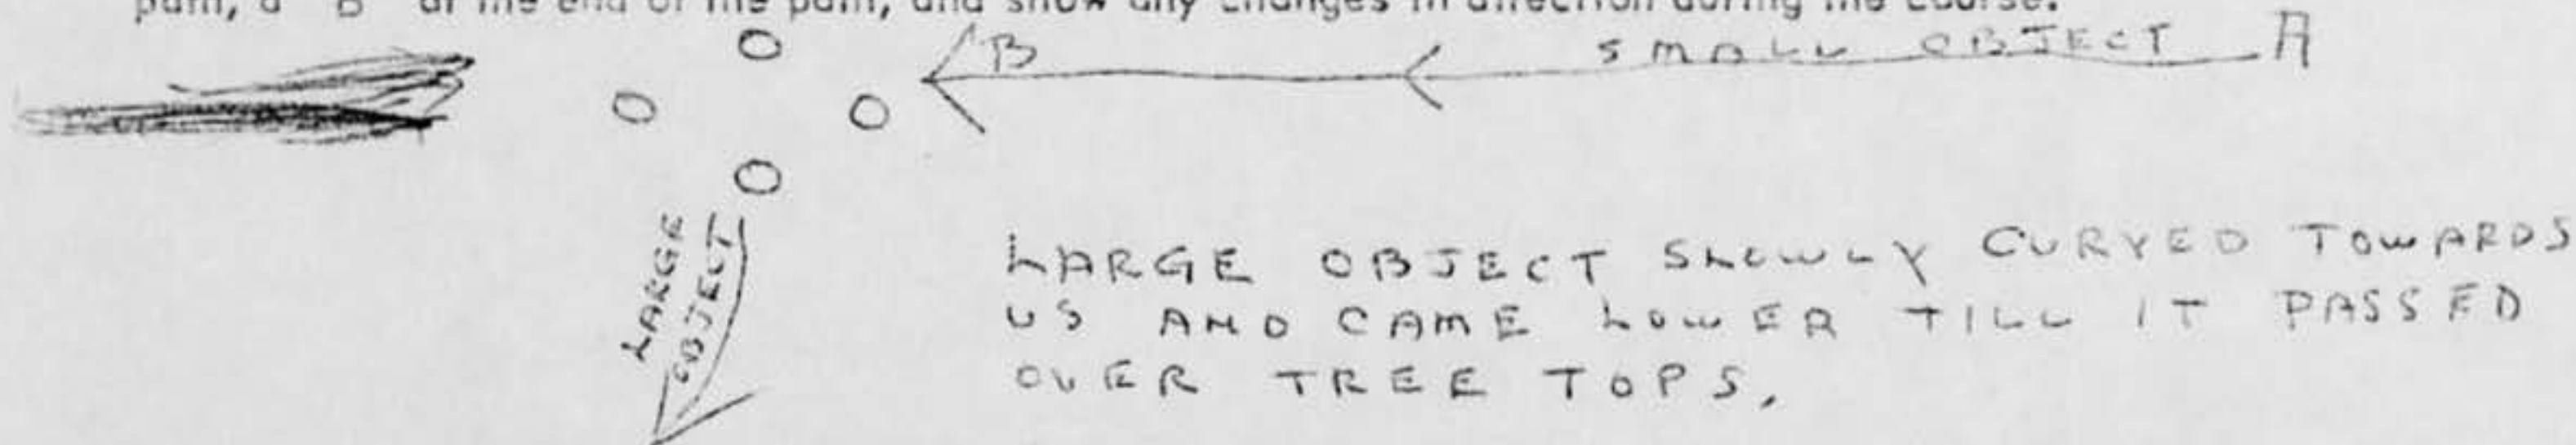 path, a "B" at the end of the path, and show any changes in direction during the course.
B SMALL OBJECT A
LARGE
OBJECT
LARGE OBJECT SLOWLY CURVED TOWARDS
US AND CAME LOWER TILL IT PASSED
OVER TREE TOPS.